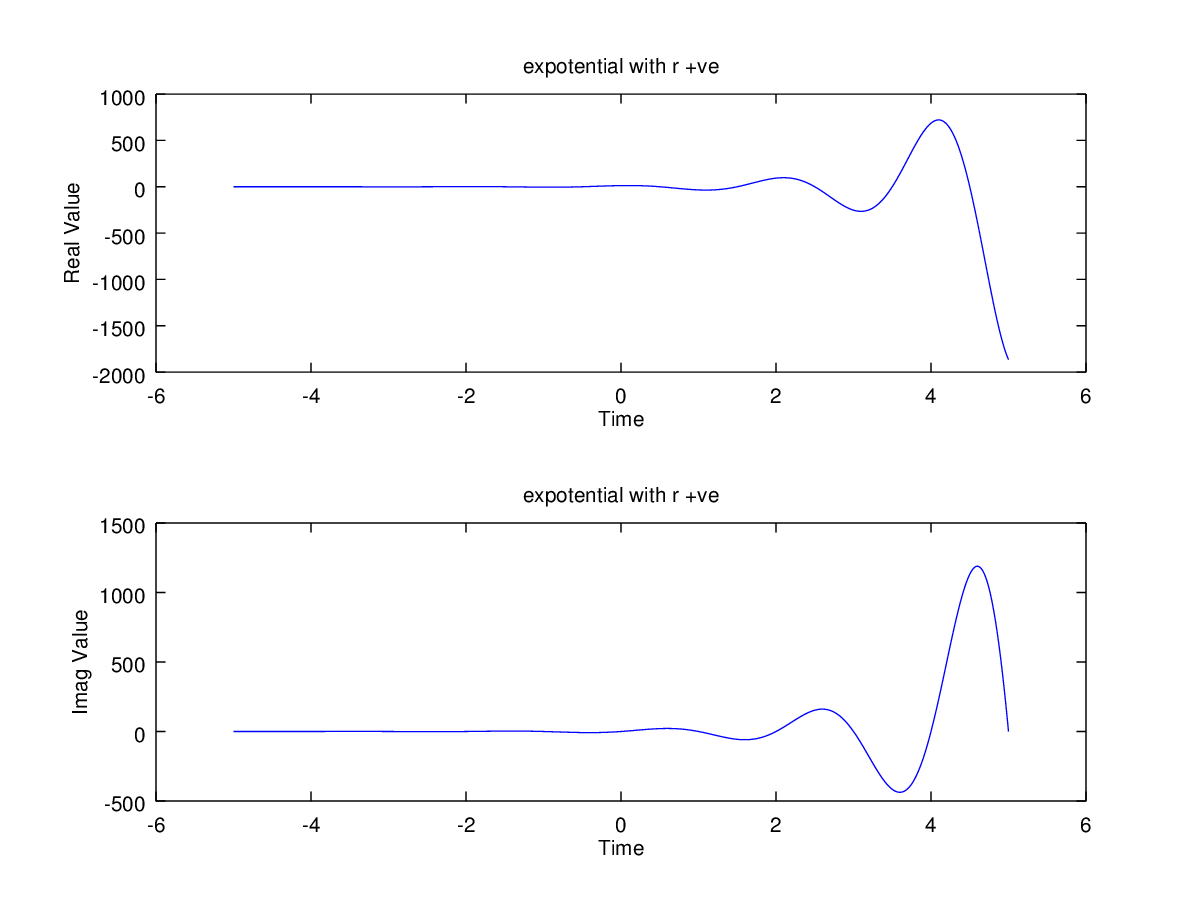 expotential with r +ve
1000
500
0
-500
-1000
-1500
-2000
Real Value
-6 -4 -2 0 2 4 6
Time
expotential with r +ve
1500
1000
500
0
-500
Imag Value
-6 -4 -2 0 2 4 6
Time